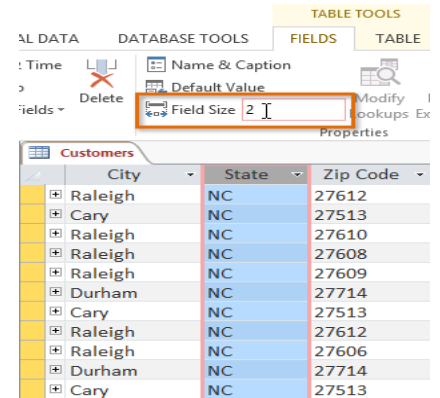 TABLE TOOLS
AL DATA DATABASE TOOLS FIELDS TABLE
Time Name & Caption
Default Value
Delete Modify
ields Field Size 2 Lookups Ex
Properties
Customers
City State Zip Code
Raleigh NC 27612
Cary NC 27513
Raleigh NC 27610
Raleigh NC 27608
Raleigh NC 27609
Durham NC 27714
Cary NC 27513
Raleigh NC 27612
Raleigh NC 27606
Durham NC 27714
Cary NC 27513